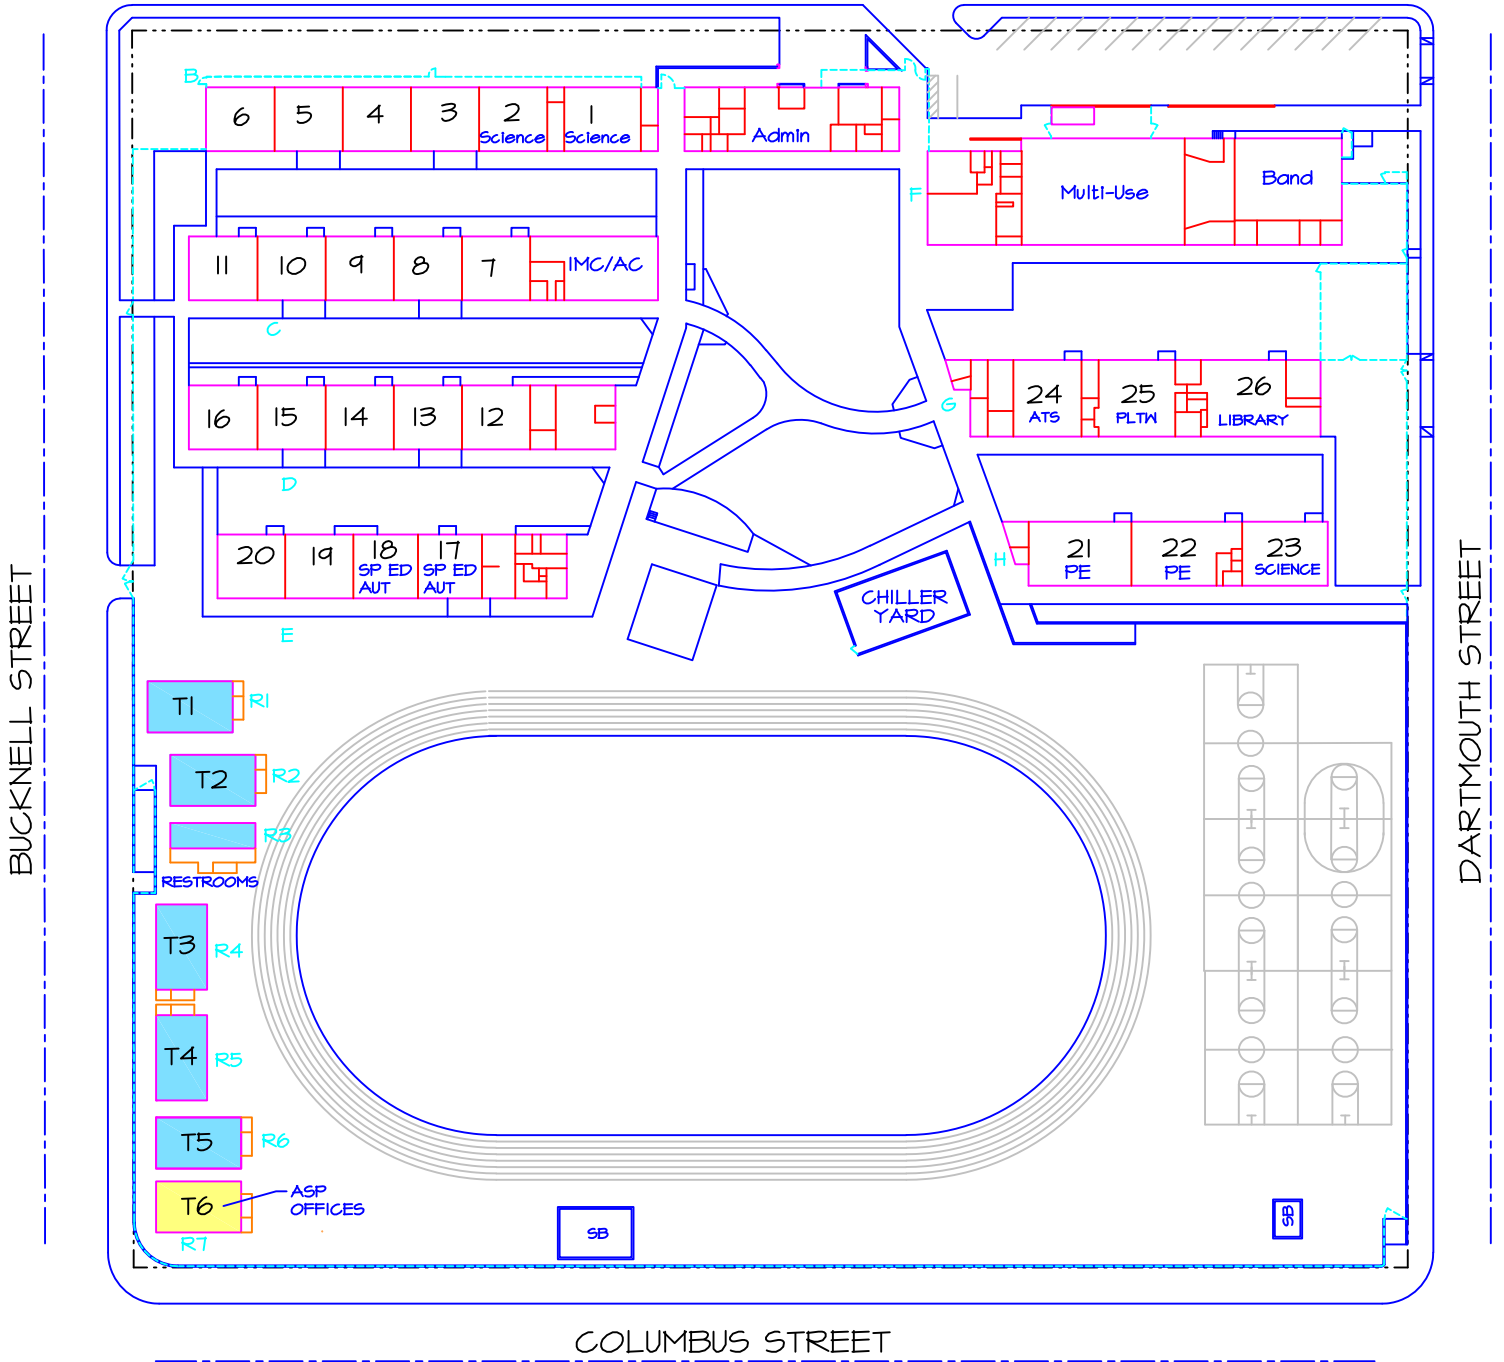 B
6
5
4
3
2
Science
1
Science
Admin
F
Multi-Use
Band
11
10
9
8
7
IMC/AC
C
16
15
14
13
12
D
G
24
ATS
25
PLTW
26
LIBRARY
20
19
18
SP ED
AUT
17
SP ED
AUT
E
H
21
PE
22
PE
23
SCIENCE
CHILLER
YARD
BUCKNELL STREET
DARTMOUTH STREET
T1
R1
T2
R2
R3
RESTROOMS
T3
R4
T4
R5
T5
R6
T6
ASP
OFFICES
R7
SB
SB
COLUMBUS STREET